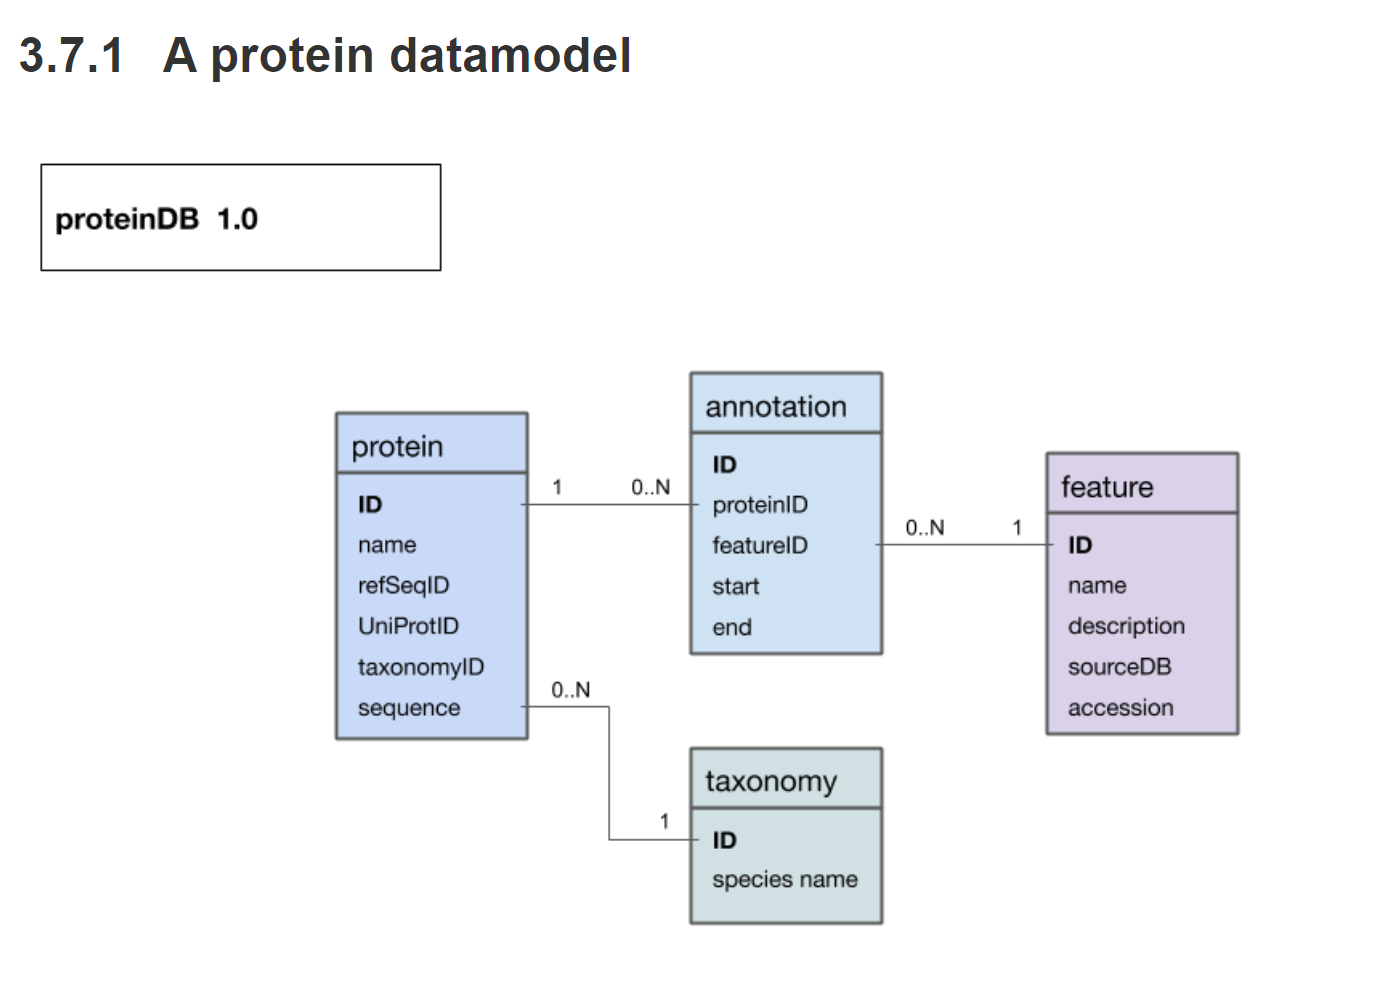 3.7.1 A protein datamodel
proteinDB 1.0
protein
ID
name
refSeqID
UniProtID
taxonomyID
sequence
1
0..N
annotation
ID
proteinID
featureID
start
end
0..N
1
feature
ID
name
description
sourceDB
accession
0..N
1
taxonomy
ID
species name